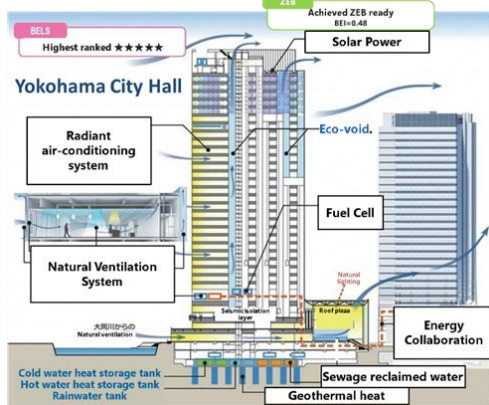 ZEB
Achieved ZEB ready
BEI=0.48
BELS
Highest ranked ★★★★★
Solar Power
Yokohama City Hall
Radiant
air-conditioning
system
Eco-void.
Fuel Cell
Natural Ventilation
System
Natural
lighting
Seismic isolation
layer
Roof plaza
大岡川からの
Natural ventilation
Energy
Collaboration
Cold water heat storage tank
Hot water heat storage tank
Rainwater tank
Sewage reclaimed water
Geothermal heat